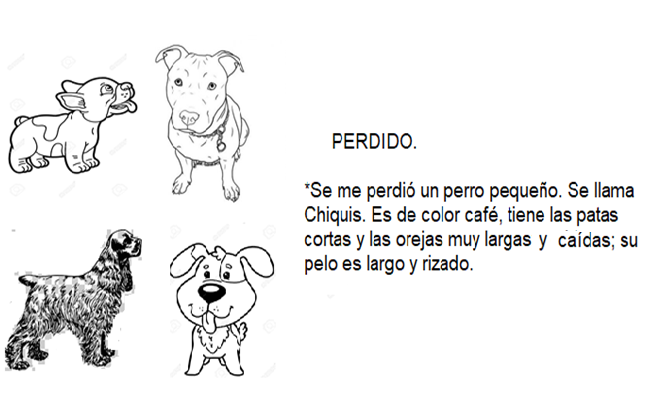 PERDIDO.
*Se me perdió un perro pequeño. Se llama
Chiquis. Es de color café, tiene las patas
cortas y las orejas muy largas y caídas; su
pelo es largo y rizado.